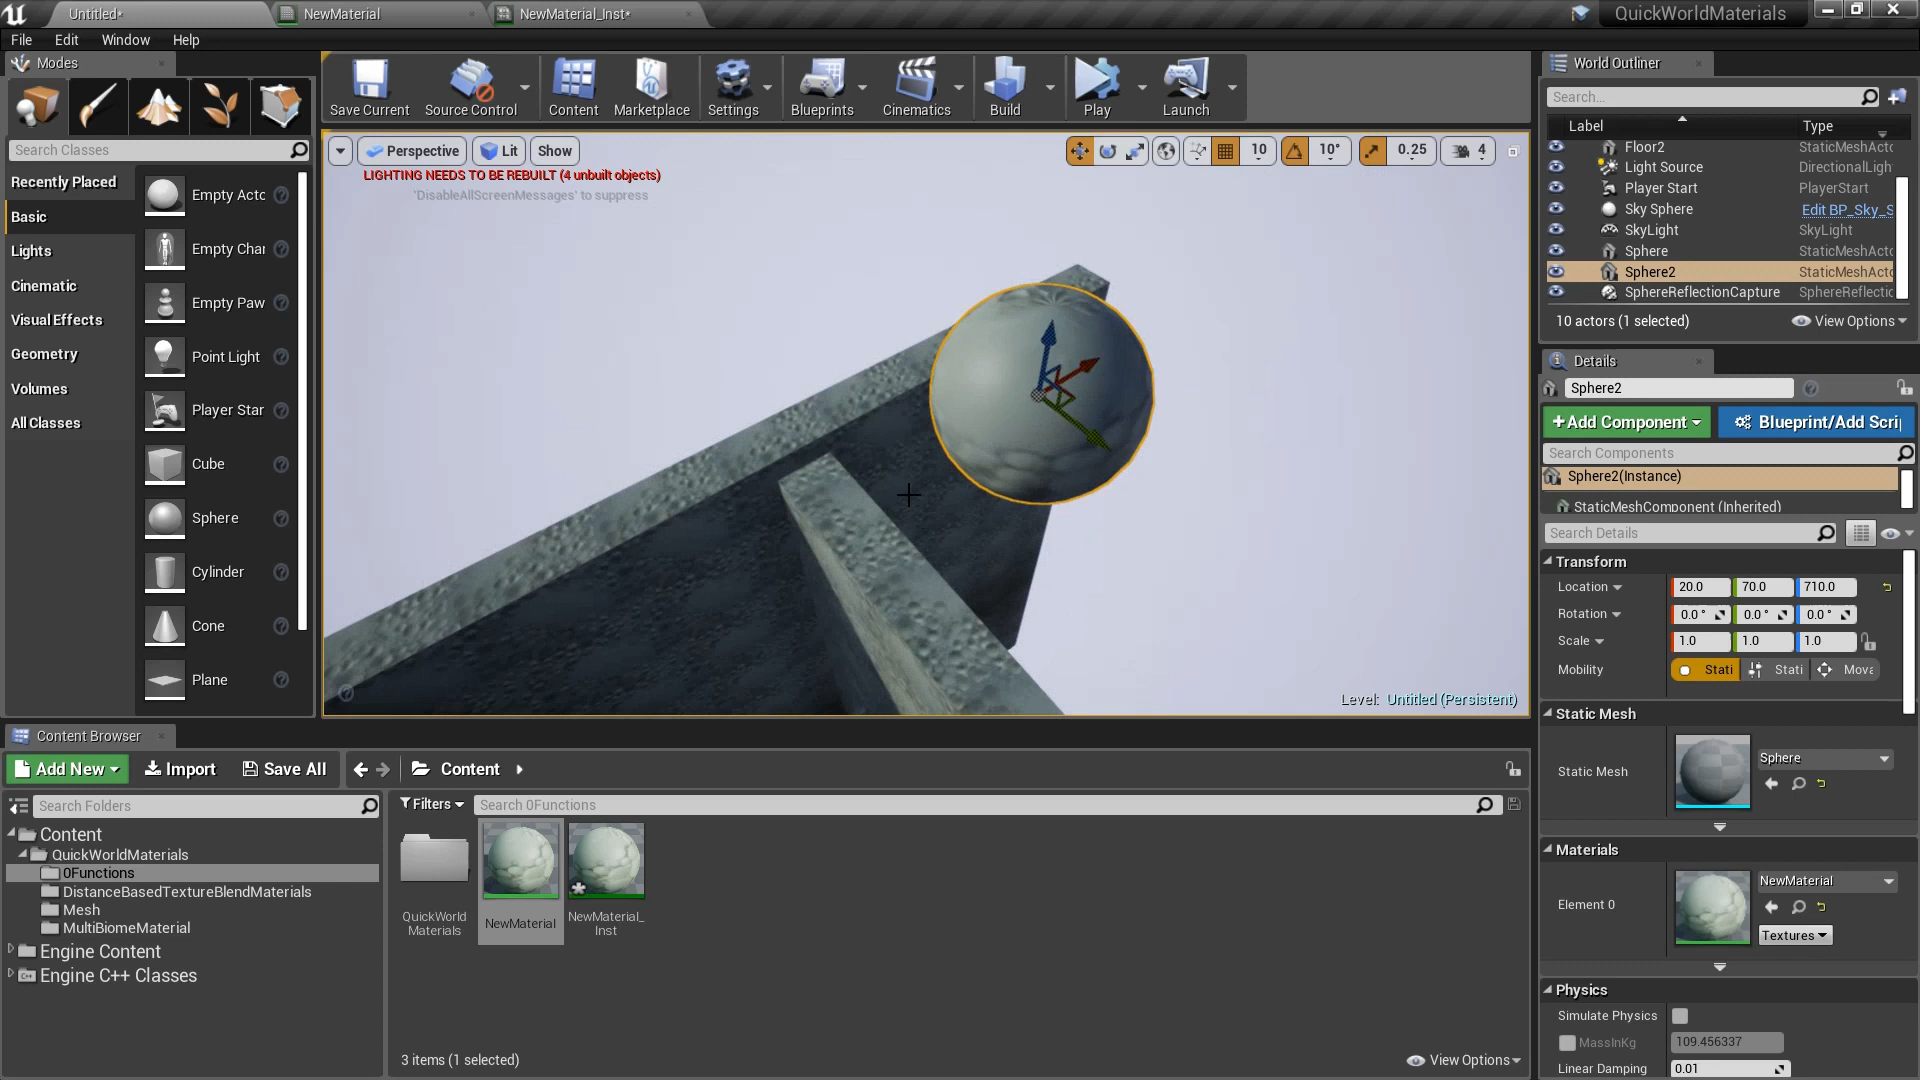 Untitled*
NewMaterial
NewMaterial_Inst*
QuickWorldMaterials
File
Edit
Window
Help
Modes
Save Current
Source Control
Content
Marketplace
Settings
Blueprints
Cinematics
Build
Play
Launch
World Outliner
Search...
Label
Type
Floor2
StaticMeshActo
Light Source
DirectionalLigh
Player Start
PlayerStart
Sky Sphere
Edit BP_Sky_S
SkyLight
SkyLight
Sphere
StaticMeshActo
Sphere2
StaticMeshActo
SphereReflectionCapture
SphereReflectic
10 actors (1 selected)
View Options
Search Classes
Recently Placed
Basic
Lights
Cinematic
Visual Effects
Geometry
Volumes
All Classes
Empty Actc
Empty Char
Empty Paw
Point Light
Player Star
Cube
Sphere
Cylinder
Cone
Plane
Perspective
Lit
Show
10
10°
0.25
4
LIGHTING NEEDS TO BE REBUILT (4 unbuilt objects)
'DisableAllScreenMessages' to suppress
Level: Untitled (Persistent)
Details
Sphere2
+Add Component
Blueprint/Add Scri
Search Components
Sphere2(Instance)
StaticMeshComponent (Inherited)
Search Details
Transform
Location
20.0
70.0
710.0
Rotation
0.0 °
0.0 °
0.0 °
Scale
1.0
1.0
1.0
Mobility
Stati
Stati
Mova
Static Mesh
Static Mesh
Sphere
Materials
Element 0
NewMaterial
Textures
Physics
Simulate Physics
MassInKg
109.456337
Linear Damping
0.01
Content Browser
Add New
Import
Save All
Content
Search Folders
Filters
Search 0Functions
Content
QuickWorldMaterials
0Functions
DistanceBasedTextureBlendMaterials
Mesh
MultiBiomeMaterial
Engine Content
Engine C++ Classes
QuickWorld
Materials
NewMaterial
NewMaterial_
Inst
3 items (1 selected)
View Options